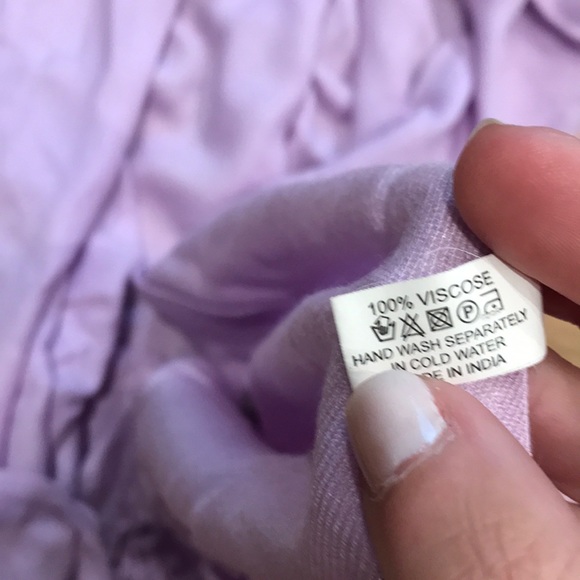 100% VISCOSE
P
HAND WASH SEPARATELY
IN COLD WATER
IN INDIA